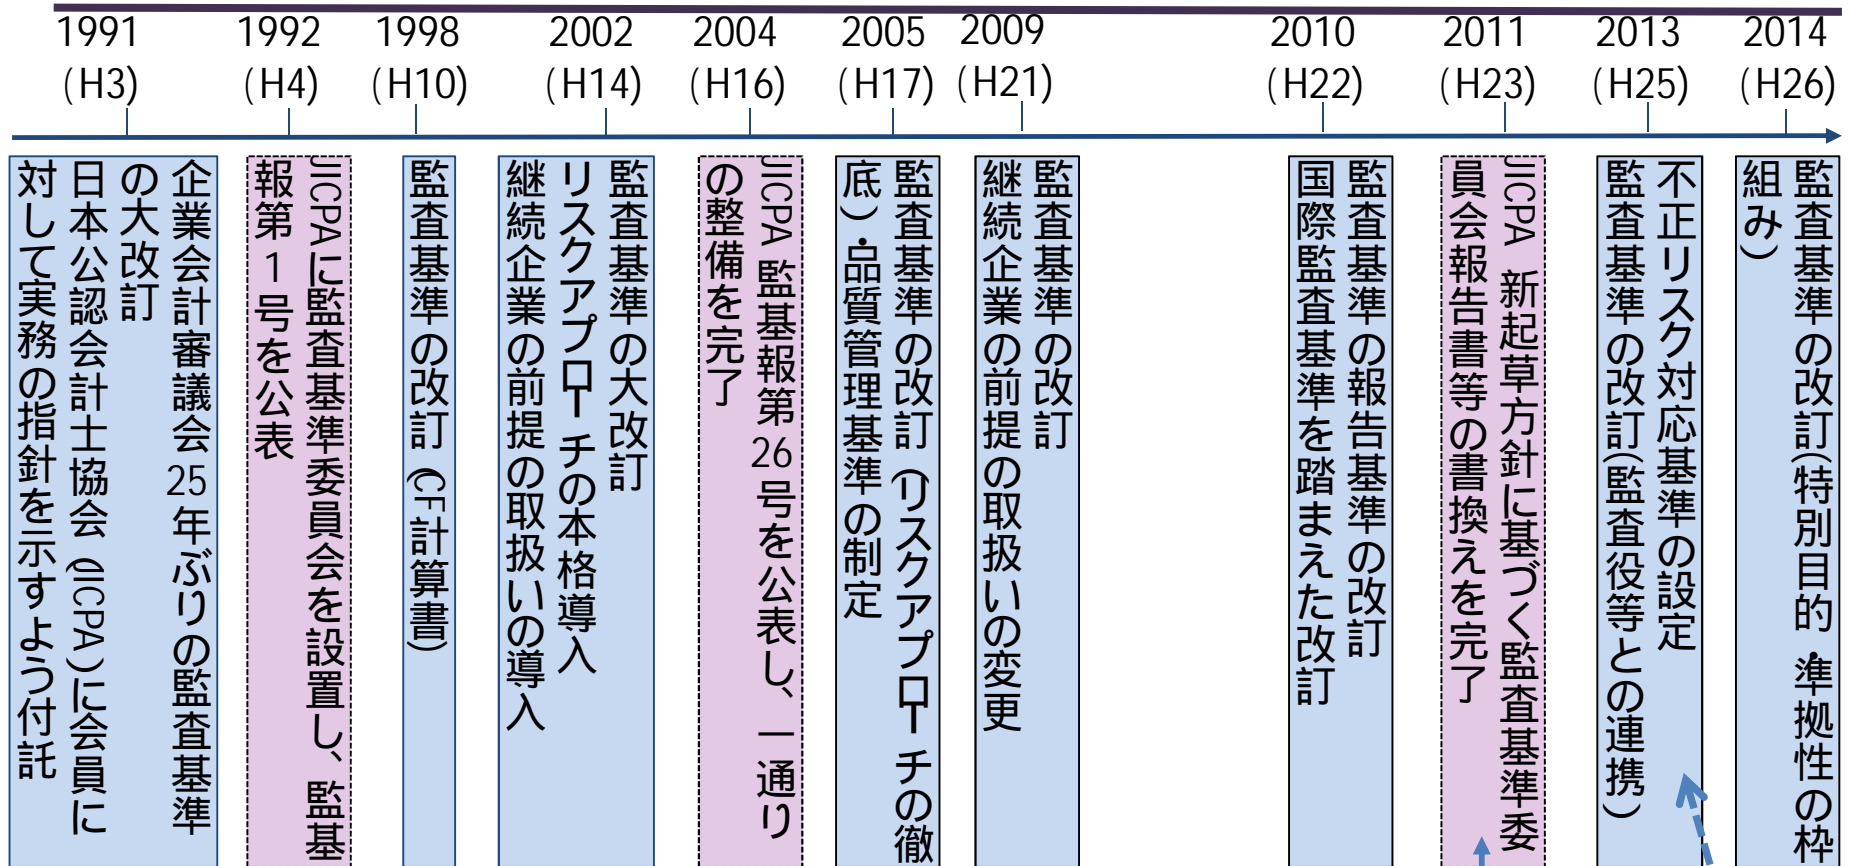 1991
(H3)
1992
(H4)
1998
(H10)
2002
(H14)
2004
(H16)
2005
(H17)
2009
(H21)
2010
(H22)
2011
(H23)
2013
(H25)
2014
(H26)
企業会計審議会25年ぶりの監査基準
の大改訂
日本公認会計士協会(JICPA)に会員に
対して実務の指針を示すよう付託
JICPAに監査基準委員会を設置し、監基
報第1号を公表
監査基準の改訂(CF計算書)
監査基準の大改訂
リスクアプローチの本格導入
継続企業の前提の取扱いの導入
JICPA 監基報第26号を公表し、一通り
の整備を完了
監査基準の改訂(リスクアプローチの徹
底)・品質管理基準の制定
監査基準の改訂
継続企業の前提の取扱いの変更
監査基準の報告基準の改訂
国際監査基準を踏まえた改訂
JICPA 新起草方針に基づく監査基準委
員会報告書等の書換えを完了
不正リスク対応基準の設定
監査基準の改訂(監査役等との連携)
監査基準の改訂(特別目的・準拠性の枠
組み)